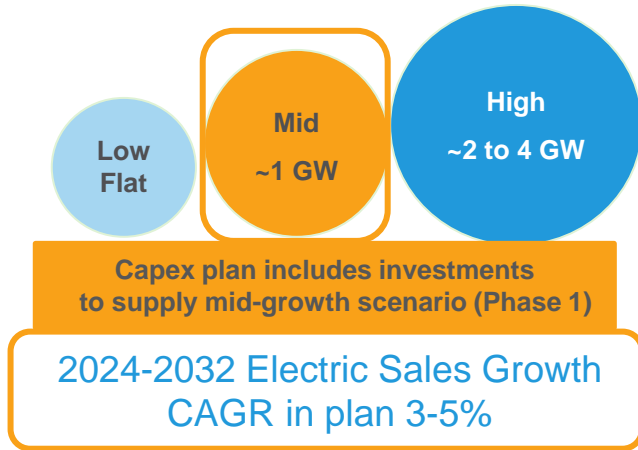 Low
Flat
Mid
~1 GW
High
~2 to 4 GW
Capex plan includes investments
to supply mid-growth scenario (Phase 1)
2024-2032 Electric Sales Growth
CAGR in plan 3-5%